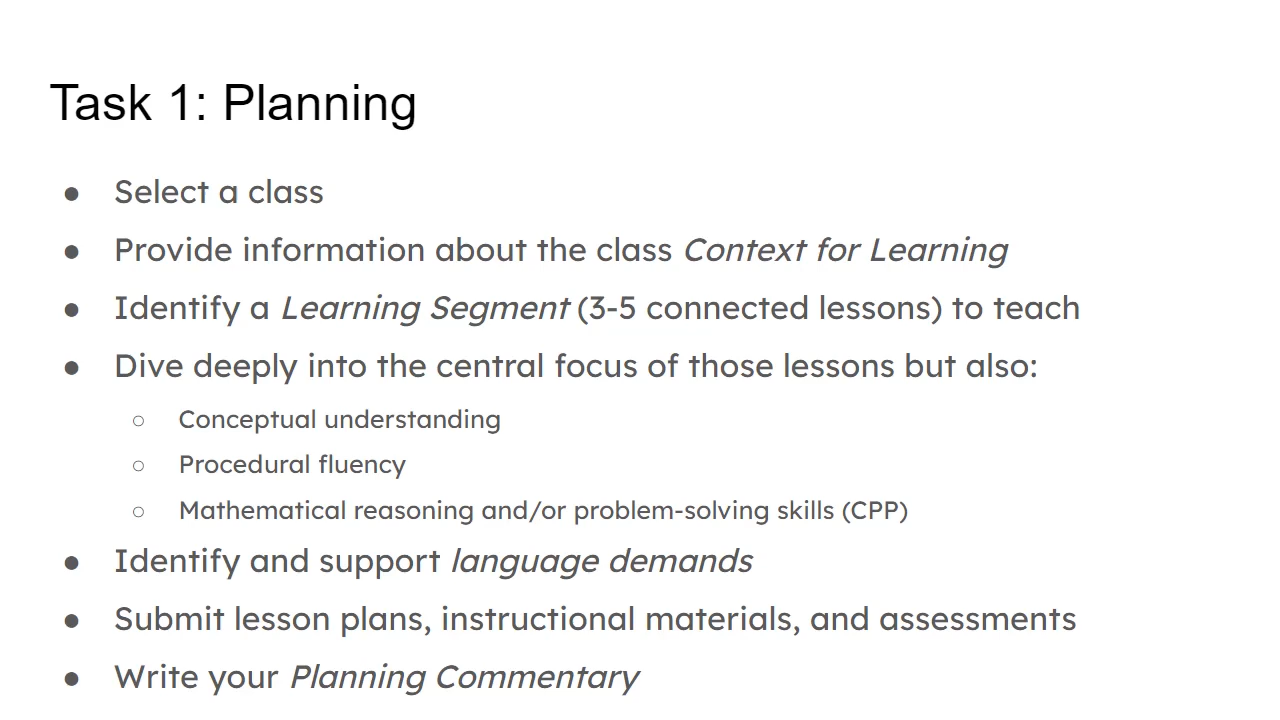 Task 1: Planning
● Select a class
● Provide information about the class Context for Learning
● Identify a Learning Segment (3-5 connected lessons) to teach
● Dive deeply into the central focus of those lessons but also:
○ Conceptual understanding
○ Procedural fluency
○ Mathematical reasoning and/or problem-solving skills (CPP)
● Identify and support language demands
● Submit lesson plans, instructional materials, and assessments
● Write your Planning Commentary